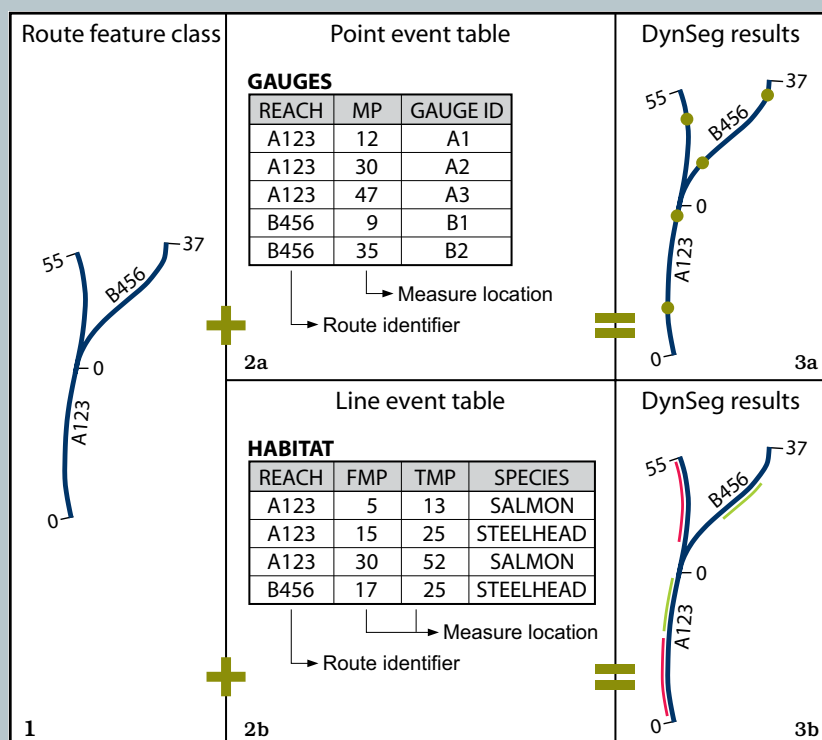 Route feature class
55
37
B456
0
A123
0
1
Point event table
GAUGES
REACH MP GAUGE ID
A123 12 A1
A123 30 A2
A123 47 A3
B456 9 B1
B456 35 B2
Measure location
Route identifier
2a
DynSeg results
55
37
B456
0
A123
0
3a
Line event table
HABITAT
REACH FMP TMP SPECIES
A123 5 13 SALMON
A123 15 25 STEELHEAD
A123 30 52 SALMON
B456 17 25 STEELHEAD
Measure location
Route identifier
2b
DynSeg results
55
37
B456
0
A123
0
3b